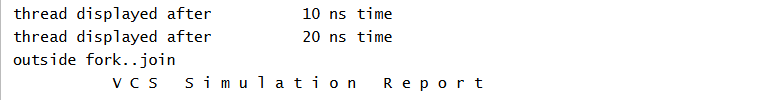 thread displayed after          10 ns time
thread displayed after          20 ns time
outside fork..join
           V C S   S i m u l a t i o n   R e p o r t